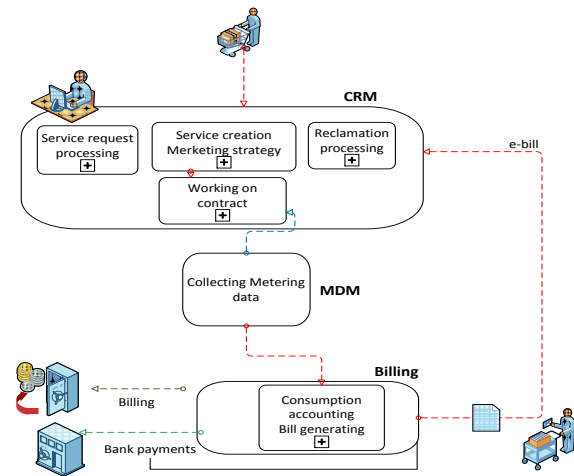 CRM
Service request
processing
Service creation
Merketing strategy
Reclamation
processing
e-bill
Working on
contract
Collecting Metering
data
MDM
Billing
Consumption
accounting
Bill generating
Billing
Bank payments